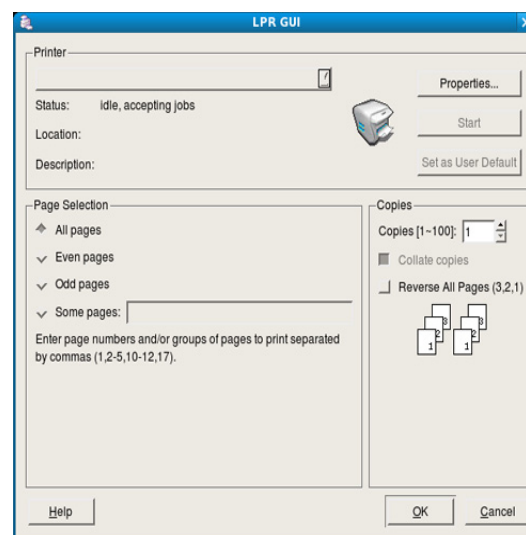 LPR GUI
Printer
Properties...
Status: idle, accepting jobs
Start
Location:
Set as User Default
Description:
Page Selection
All pages
Even pages
Odd pages
Some pages:
Enter page numbers and/or groups of pages to print separated
by commas (1,2-5,10-12,17).
Copies
Copies [1~100]: 1
Collate copies
Reverse All Pages (3,2,1)
3 3
2 2
1 1
Help
OK
Cancel